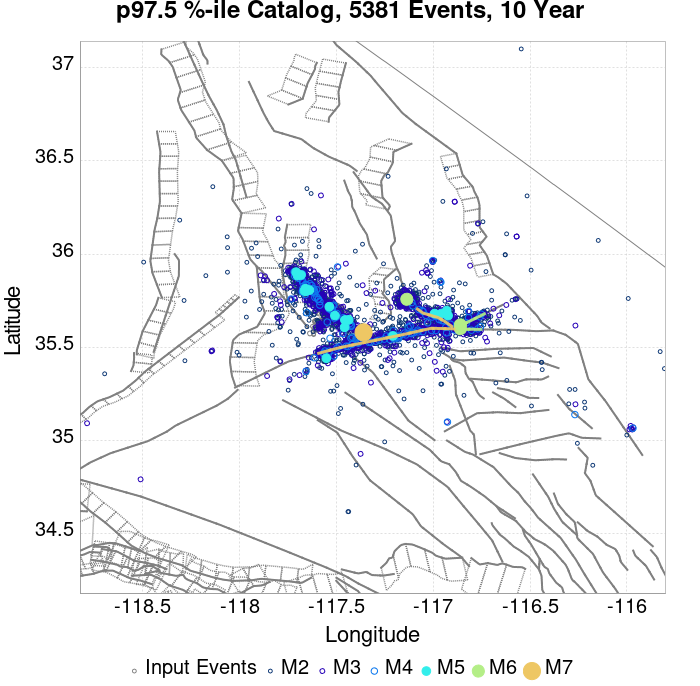 p97.5 %-ile Catalog, 5381 Events, 10 Year
37
36.5
36
35.5
35
34.5
Latitude
-118.5 -118 -117.5 -117 -116.5 -116
Longitude
Input Events M2 M3 M4 M5 M6 M7